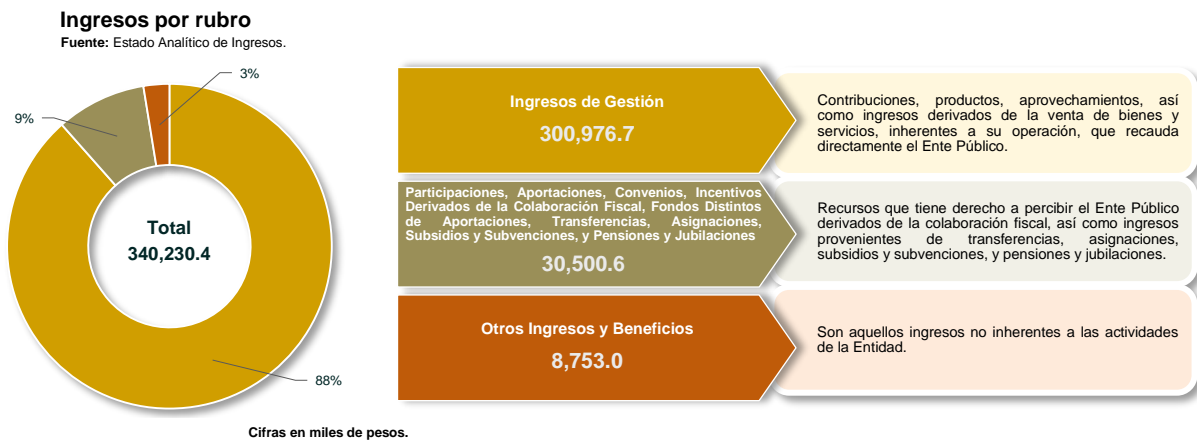 Ingresos por rubro
Fuente: Estado Analítico de Ingresos.
3%
9%
Total
340,230.4
88%
Ingresos de Gestión
300,976.7
Contribuciones, productos, aprovechamientos, así
como ingresos derivados de la venta de bienes y
servicios, inherentes a su operación, que recauda
directamente el Ente Público.
Participaciones, Aportaciones, Convenios, Incentivos
Derivados de la Colaboración Fiscal, Fondos Distintos
de Aportaciones, Transferencias, Asignaciones,
Subsidios y Subvenciones, y Pensiones y Jubilaciones
30,500.6
Recursos que tiene derecho a percibir el Ente Público
derivados de la colaboración fiscal, así como ingresos
provenientes de transferencias, asignaciones,
subsidios y subvenciones, y pensiones y jubilaciones.
Otros Ingresos y Beneficios
8,753.0
Son aquellos ingresos no inherentes a las actividades
de la Entidad.
Cifras en miles de pesos.